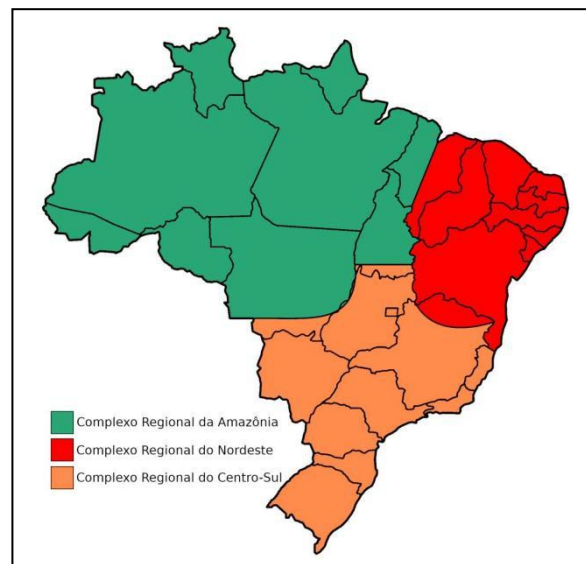 Complexo Regional da Amazônia
Complexo Regional do Nordeste
Complexo Regional do Centro-Sul